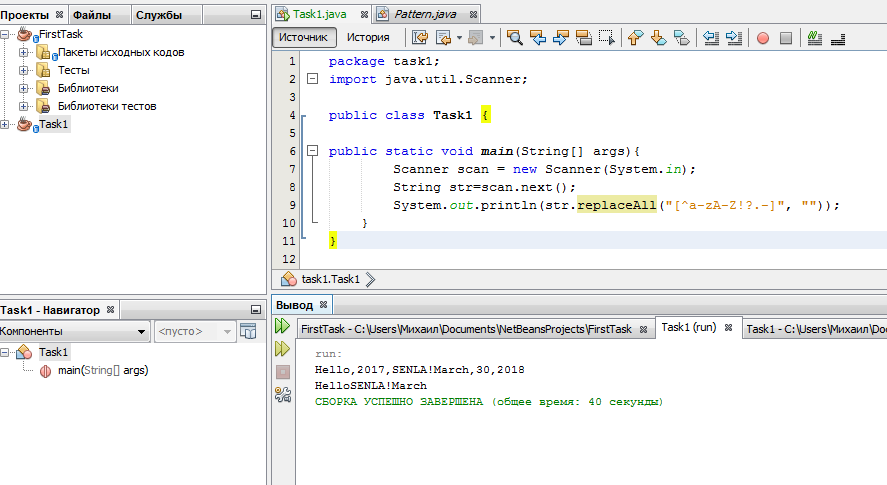 Проекты Файлы Службы
FirstTask
Пакеты исходных кодов
Тесты
Библиотеки
Библиотеки тестов
Task1
Task1.java Pattern.java
Источник История
1 package task1;
2 import java.util.Scanner;
3
4 public class Task1 {
5
6 public static void main(String[] args){
7 Scanner scan = new Scanner(System.in);
8 String str=scan.next();
9 System.out.println(str.replaceAll("[^a-zA-Z!?.-]", ""));
10 }
11 }
12
task1.Task1
Task1 - Навигатор
Компоненты <пусто>
Task1
main(String[] args)
Вывод
FirstTask - C:\Users\Михаил\Documents\NetBeansProjects\FirstTask Task1 (run) Task1 - C:\Users\Михаил\Do
run:
Hello,2017,SENLA!March,30,2018
HelloSENLA!March
СБОРКА УСПЕШНО ЗАВЕРШЕНА (общее время: 40 секунды)